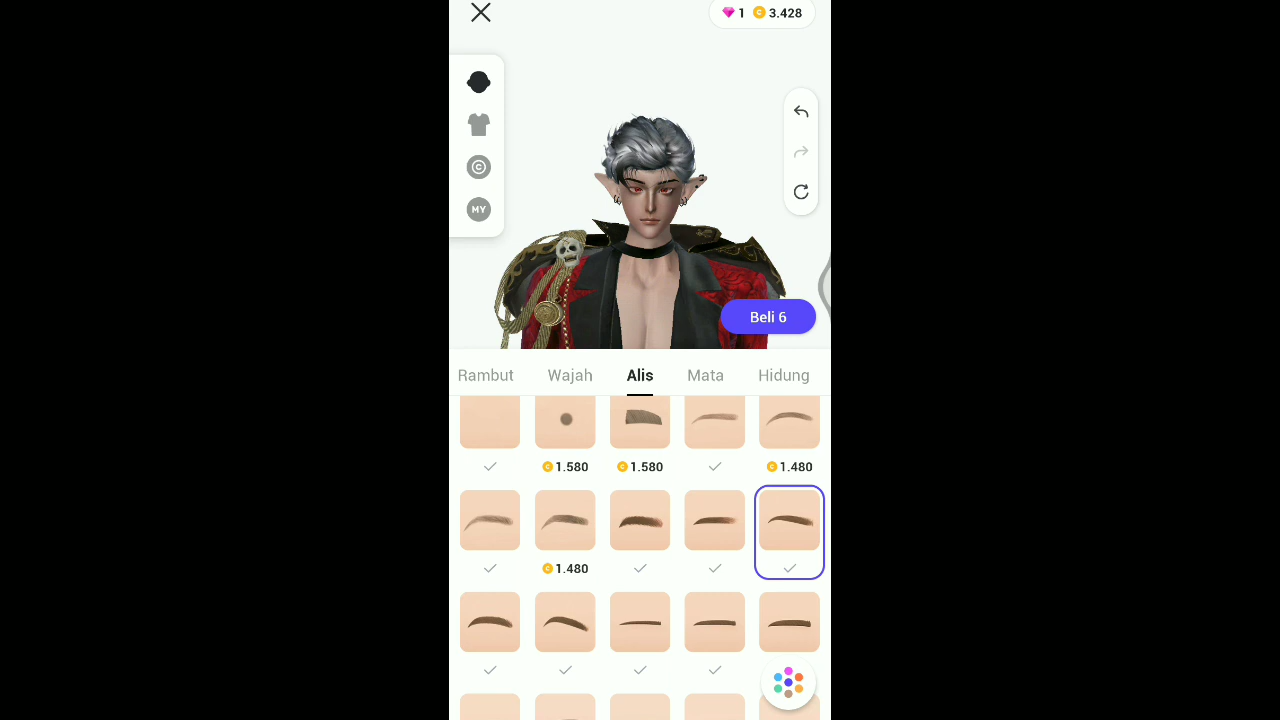 1 C 3.428
C
MY
Beli 6
Rambut Wajah Alis Mata Hidung
C 1.580 C 1.580 C 1.480
C 1.480